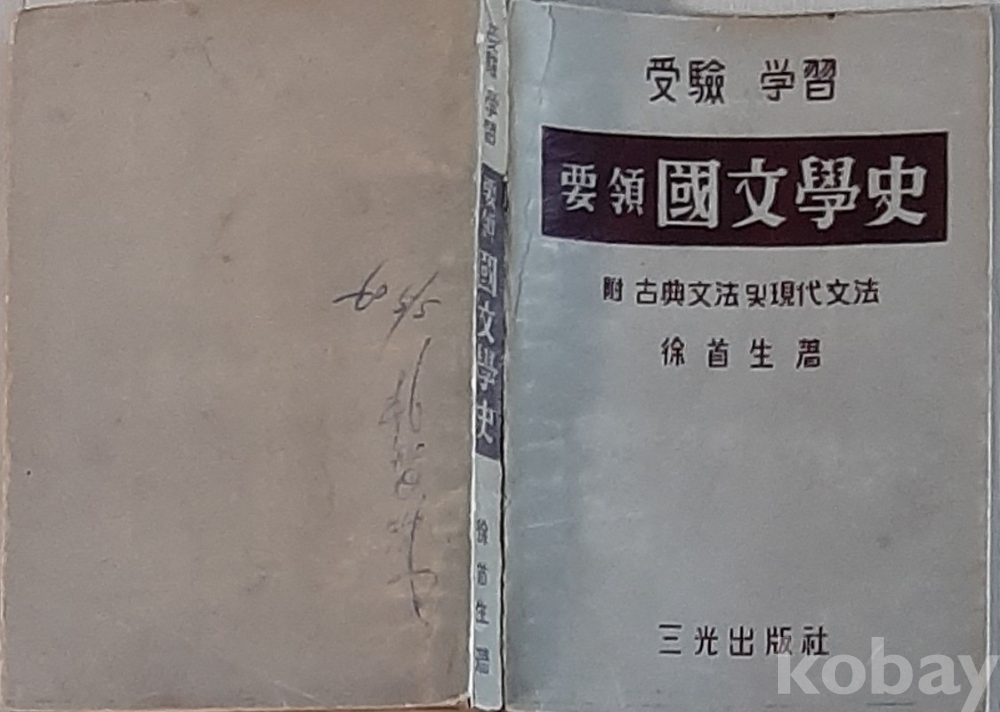 受驗 学習
要領 國文學史
附 古典文法 및 現代文法
徐首生 著
三光出版社
受驗 學習 要領 國文學史 徐首生 著
kobay